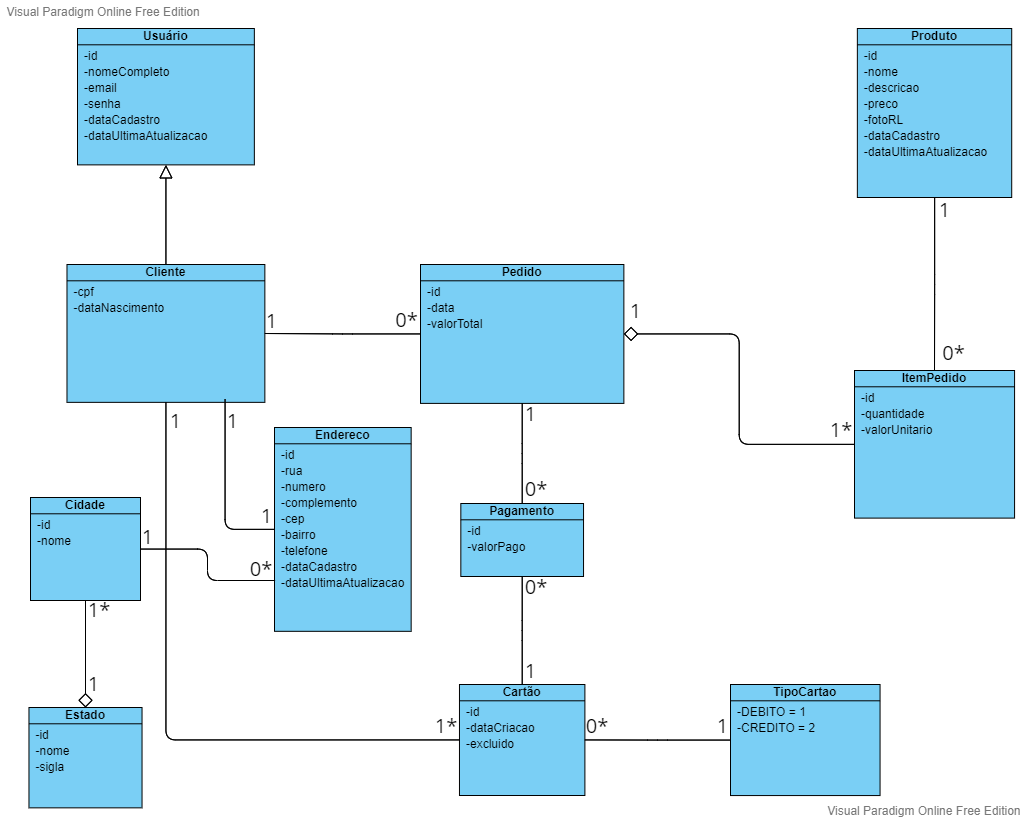 Visual Paradigm Online Free Edition
Usuário
-id
-nomeCompleto
-email
-senha
-dataCadastro
-dataUltimaAtualizacao
Produto
-id
-nome
-descricao
-preco
-fotoRL
-dataCadastro
-dataUltimaAtualizacao
1
0*
Cliente
-cpf
-dataNascimento
1
0*
Pedido
-id
-data
-valorTotal
1
1*
ItemPedido
-id
-quantidade
-valorUnitario
1
1
1
0*
Endereco
-id
-rua
-numero
-complemento
-cep
-bairro
-telefone
-dataCadastro
-dataUltimaAtualizacao
1
Cidade
-id
-nome
1
0*
1*
1
Estado
-id
-nome
-sigla
Pagamento
-id
-valorPago
0*
1
Cartão
-id
-dataCriacao
-excluido
1*
0*
1
TipoCartao
-DEBITO = 1
-CREDITO = 2
Visual Paradigm Online Free Edition